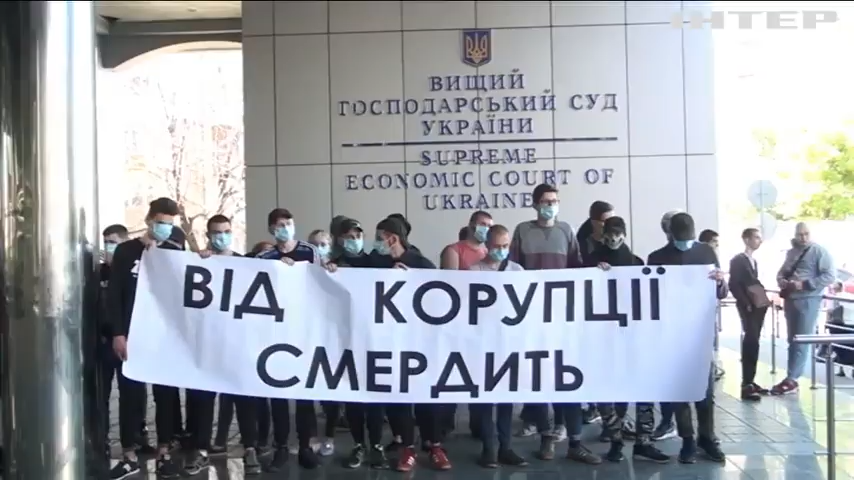 ІНТЕР
ВИЩИЙ
ГОСПОДАРСЬКИЙ СУД
УКРАЇНИ
SUPREME
ECONOMIC COURT OF
UKRAINE
ВІД КОРУПЦІЇ
СМЕРДИТЬ